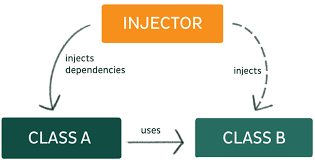 INJECTOR
injects
dependencies
injects
CLASS A
uses
CLASS B